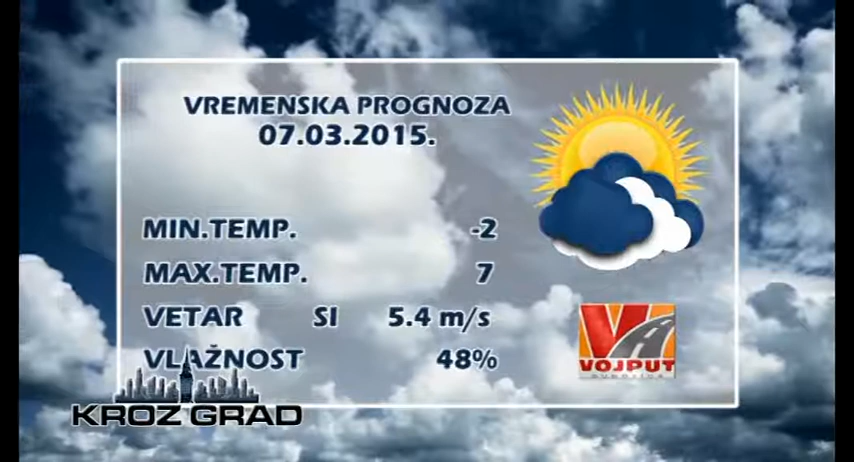 VREMENSKA PROGNOZA
07.03.2015.
MIN.TEMP. -2
MAX.TEMP. 7
VETAR SI 5.4 m/s
VLAŽNOST 48%
VOJPUT
KROZ GRAD